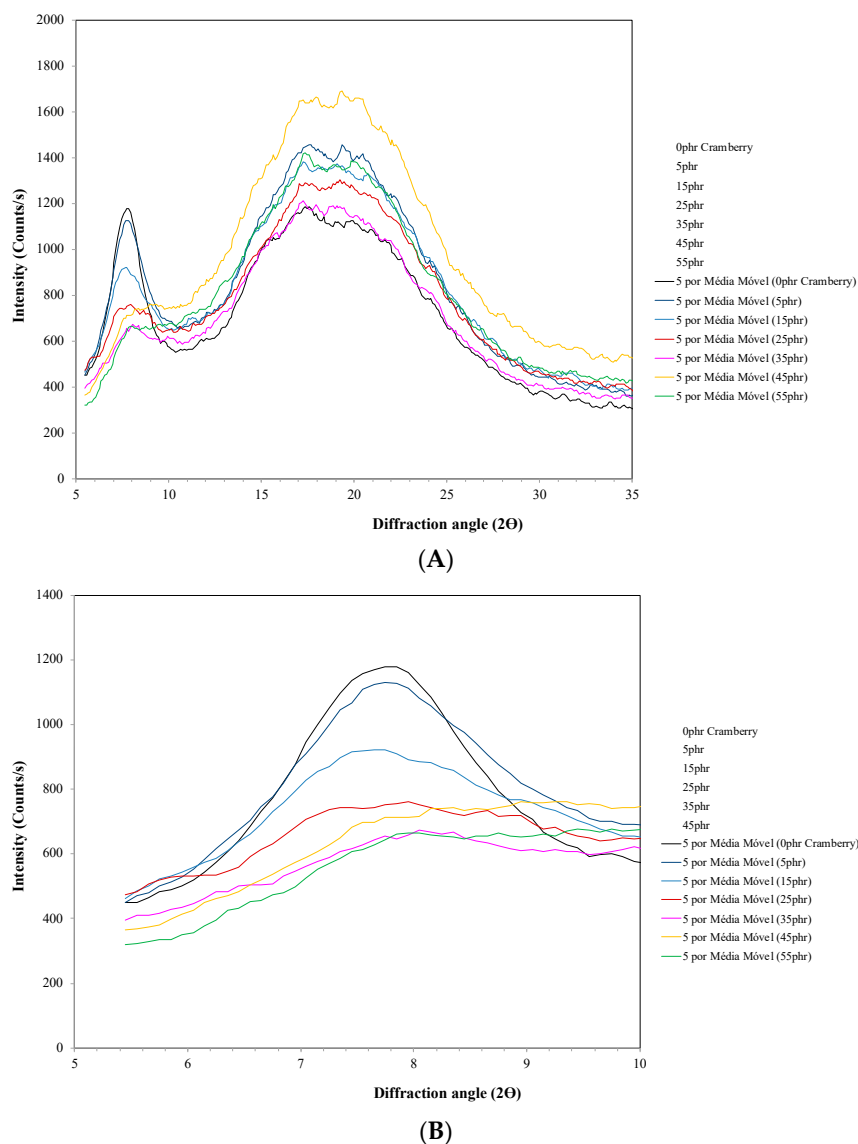 2000
1800
1600
1400
1200
1000
800
600
400
200
0
Intensity (Counts/s)
5 10 15 20 25 30 35
Diffraction angle (2Θ)
0phr Cramberry
5phr
15phr
25phr
35phr
45phr
55phr
5 por Média Móvel (0phr Cramberry)
5 por Média Móvel (5phr)
5 por Média Móvel (15phr)
5 por Média Móvel (25phr)
5 por Média Móvel (35phr)
5 por Média Móvel (45phr)
5 por Média Móvel (55phr)
(A)
1400
1200
1000
800
600
400
200
0
Intensity (Counts/s)
5 6 7 8 9 10
Diffraction angle (2Θ)
0phr Cramberry
5phr
15phr
25phr
35phr
45phr
5 por Média Móvel (0phr Cramberry)
5 por Média Móvel (5phr)
5 por Média Móvel (15phr)
5 por Média Móvel (25phr)
5 por Média Móvel (35phr)
5 por Média Móvel (45phr)
5 por Média Móvel (55phr)
(B)